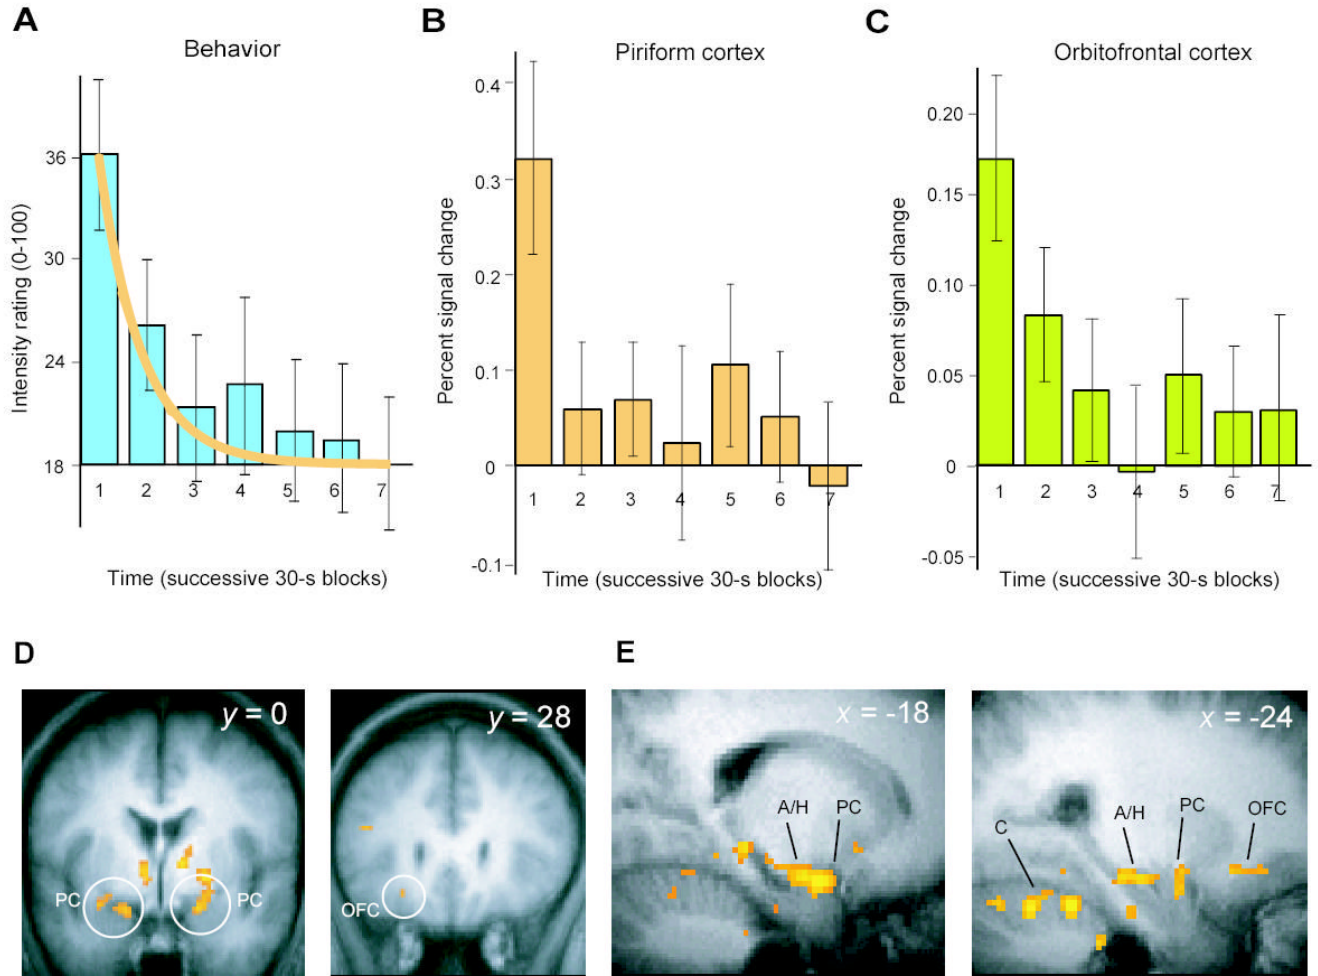 A
Behavior
Intensity rating (0-100)
36
30
24
18
1 2 3 4 5 6 7
Time (successive 30-s blocks)
B
Piriform cortex
Percent signal change
0.4
0.3
0.2
0.1
0
-0.1
1 2 3 4 5 6 7
Time (successive 30-s blocks)
C
Orbitofrontal cortex
Percent signal change
0.20
0.15
0.10
0.05
0
-0.05
1 2 3 4 5 6 7
Time (successive 30-s blocks)
D
y = 0
PC
PC
y = 28
OFC
E
x = -18
A/H
PC
x = -24
C
A/H
PC
OFC